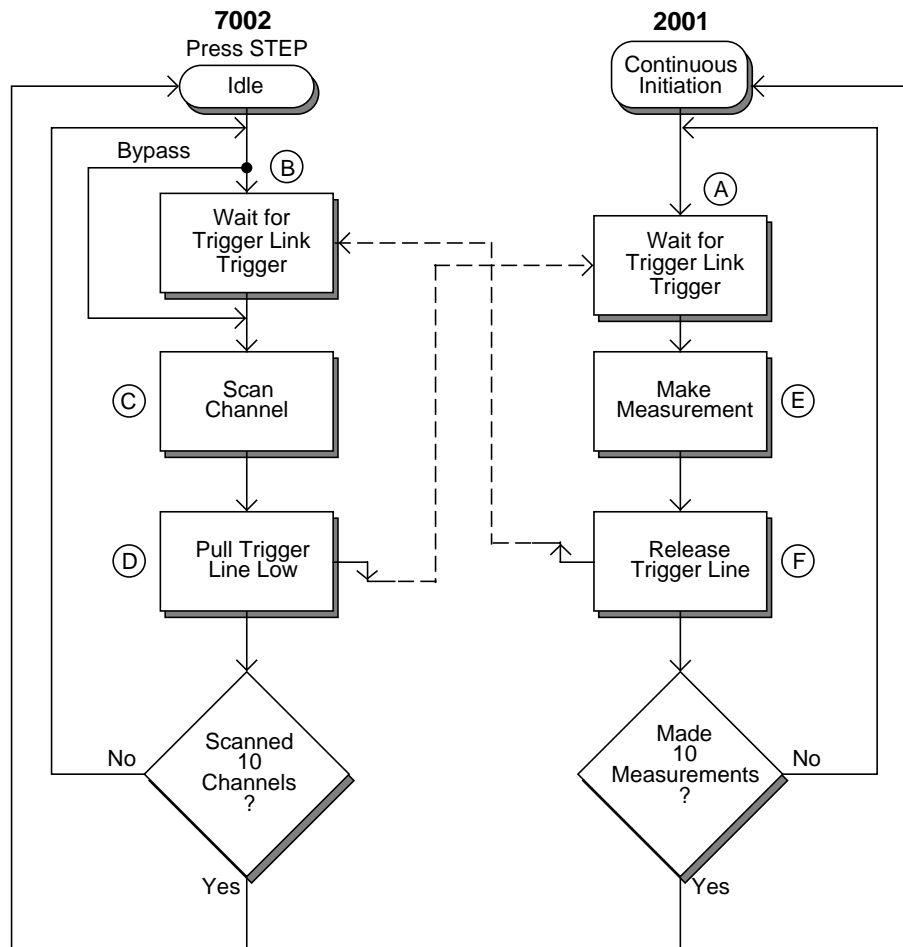 7002
Press STEP
Idle
Bypass
B
Wait for
Trigger Link
Trigger
C
Scan
Channel
D
Pull Trigger
Line Low
Scanned
10
Channels
?
No
Yes
2001
Continuous
Initiation
A
Wait for
Trigger Link
Trigger
Make
Measurement
E
Release
Trigger Line
F
Made
10
Measurements
?
No
Yes